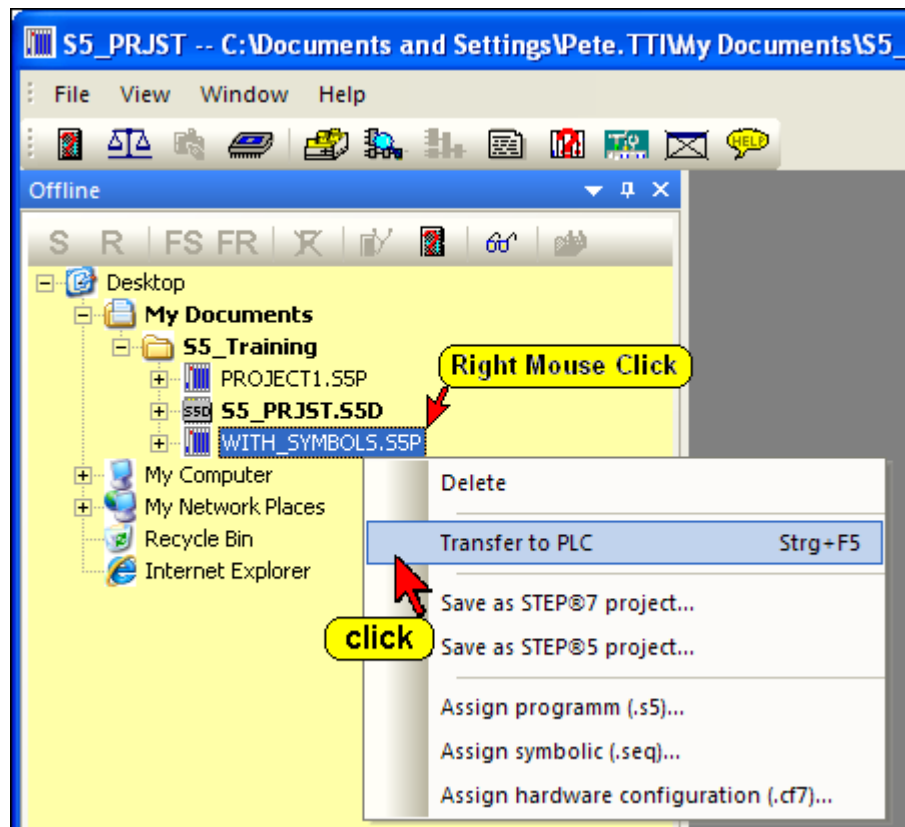 S5_PRJST -- C:\Documents and Settings\Pete.TTI\My Documents\S5_
File View Window Help
HELP
Offline
S R FS FR
Desktop
My Documents
S5_Training
Right Mouse Click
PROJECT1.S5P
S5D S5_PRJST.S5D
WITH_SYMBOLS.S5P
My Computer
My Network Places
Recycle Bin
Internet Explorer
Delete
Transfer to PLC Strg+F5
click
Save as STEP®7 project...
Save as STEP®5 project...
Assign programm (.s5)...
Assign symbolic (.seq)...
Assign hardware configuration (.cf7)...